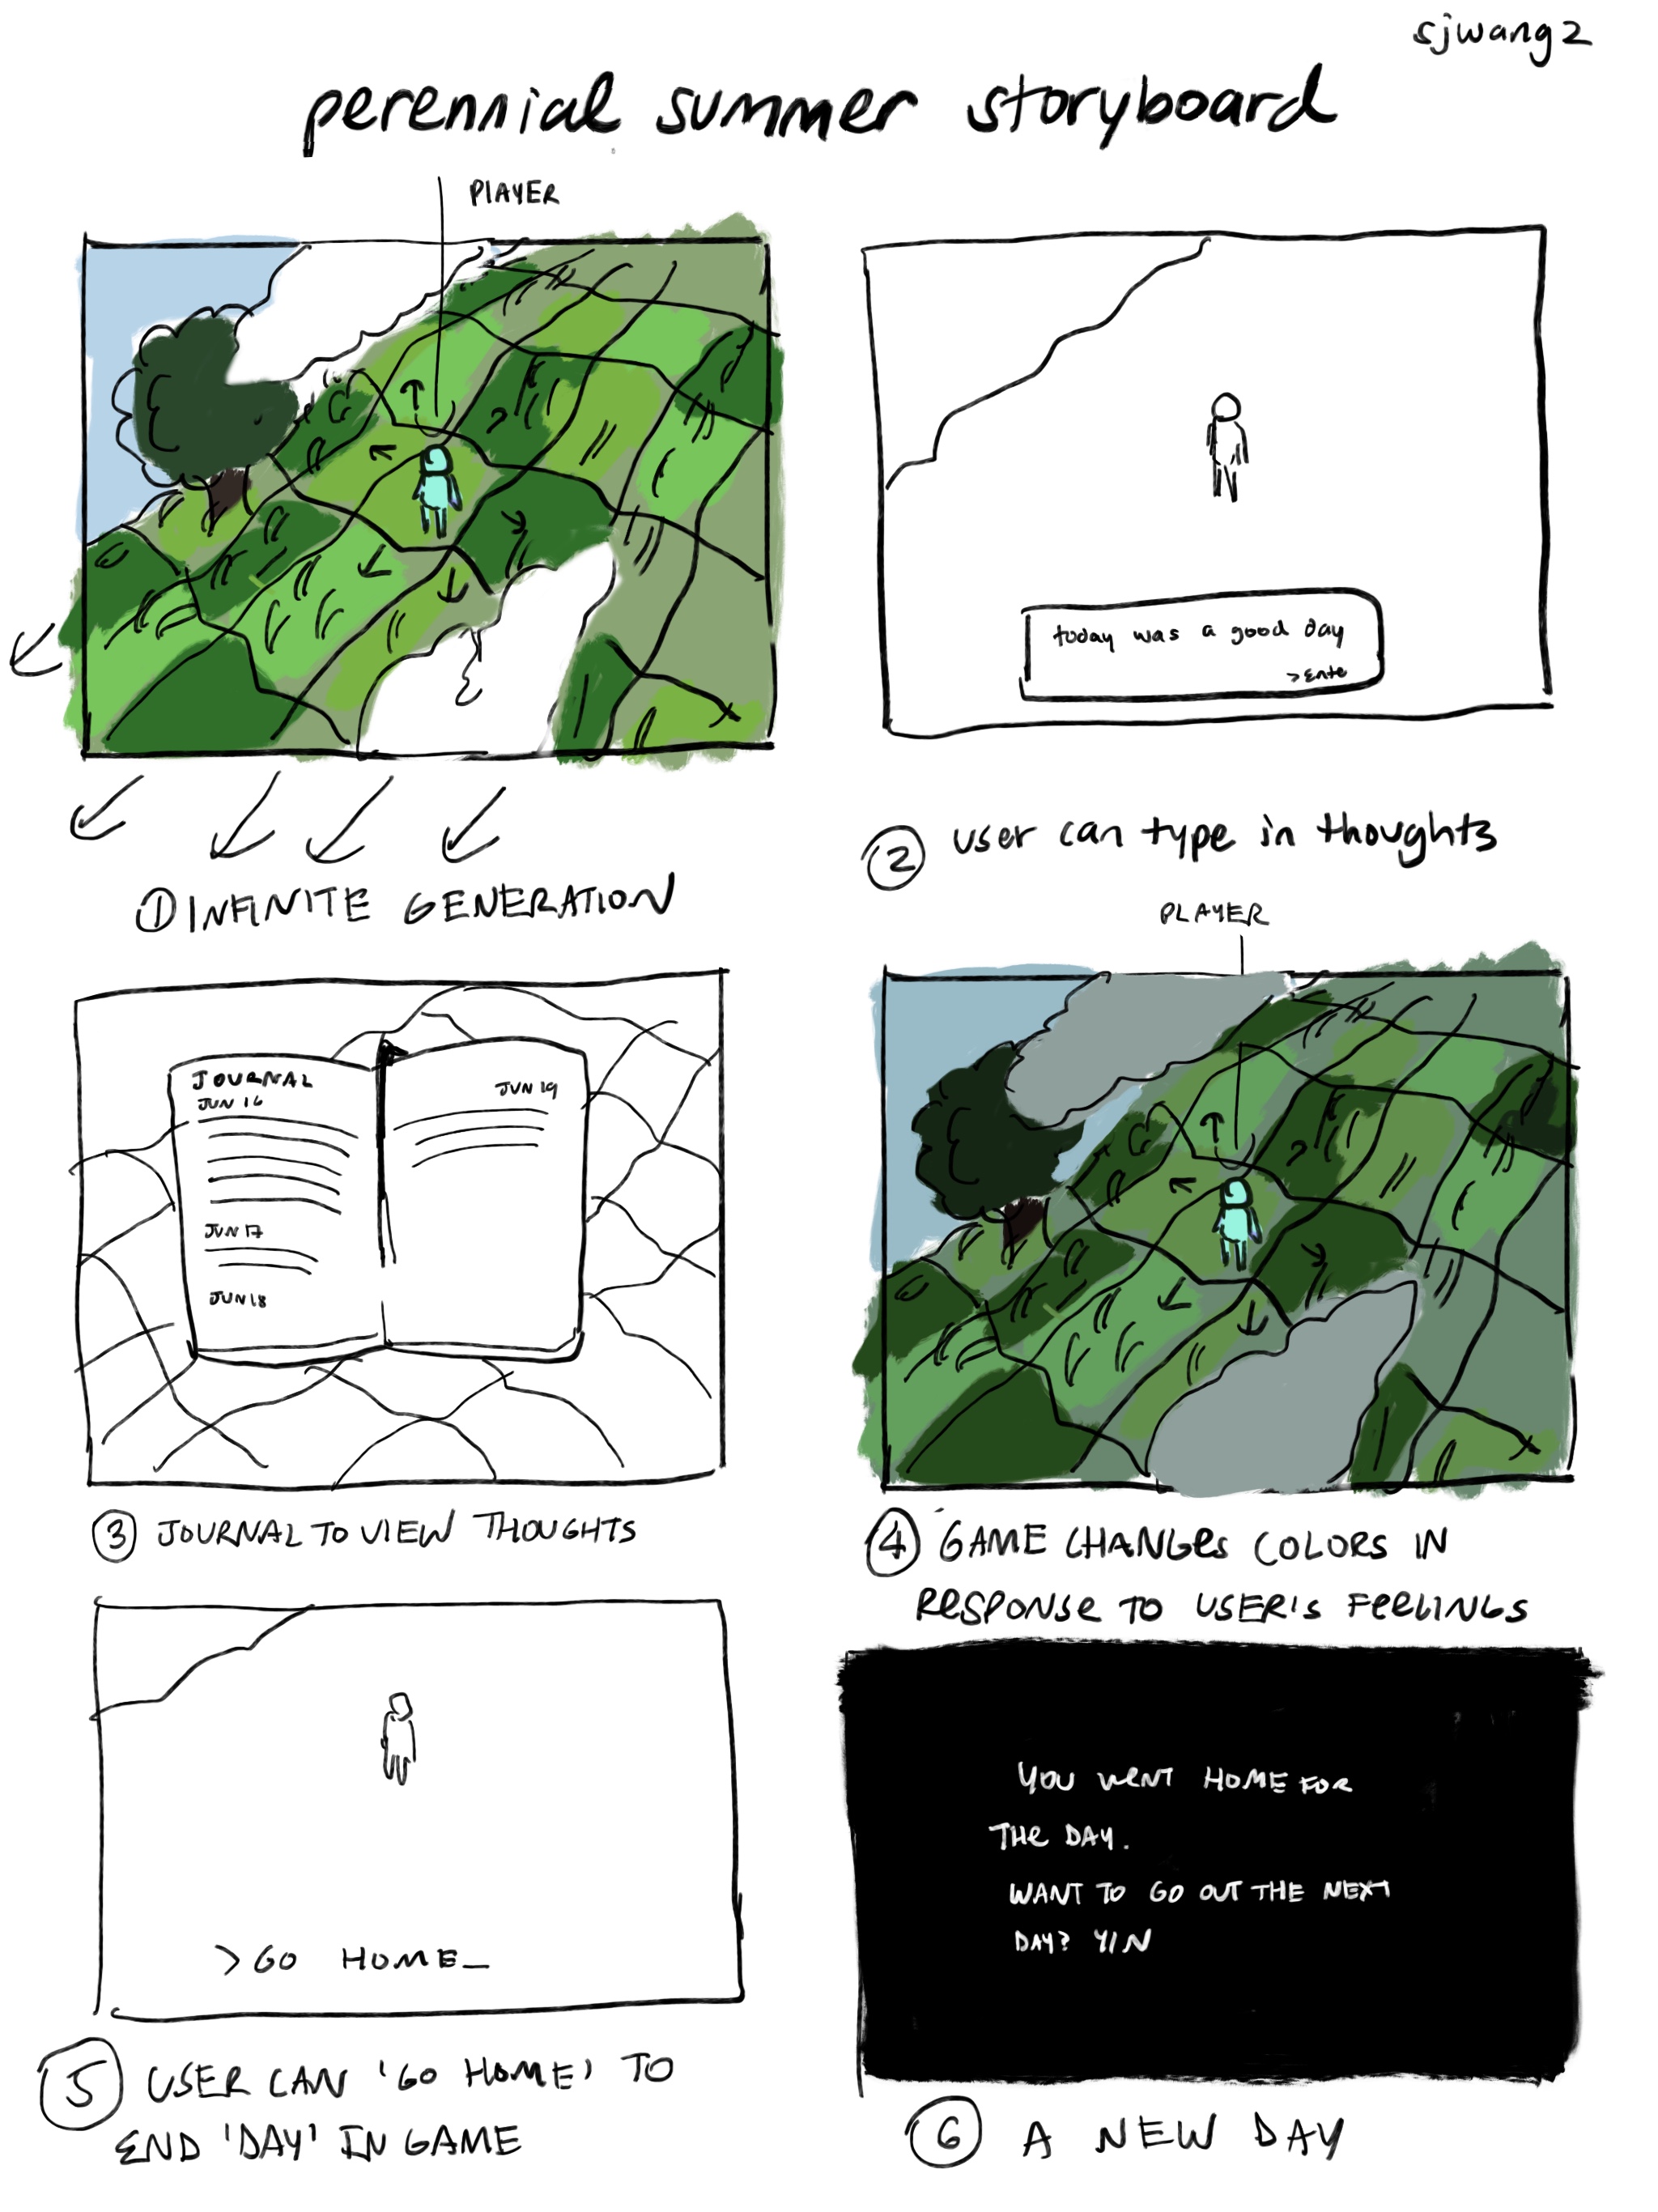 sjwang2
perennial summer storyboard
PLAYER
① INFINITE GENERATION
today was a good day
>Ente
② user can type in thoughts
JOURNAL
JUN 16
JUN 17
JUN 18
JUN 19
③ JOURNAL TO VIEW THOUGHTS
PLAYER
④ GAME CHANGES COLORS IN
RESPONSE TO USER'S FEELINGS
>GO HOME_
⑤ USER CAN 'GO HOME' TO
END 'DAY' IN GAME
YOU WENT HOME FOR
THE DAY.
WANT TO GO OUT THE NEXT
DAY? Y/N
⑥ A NEW DAY